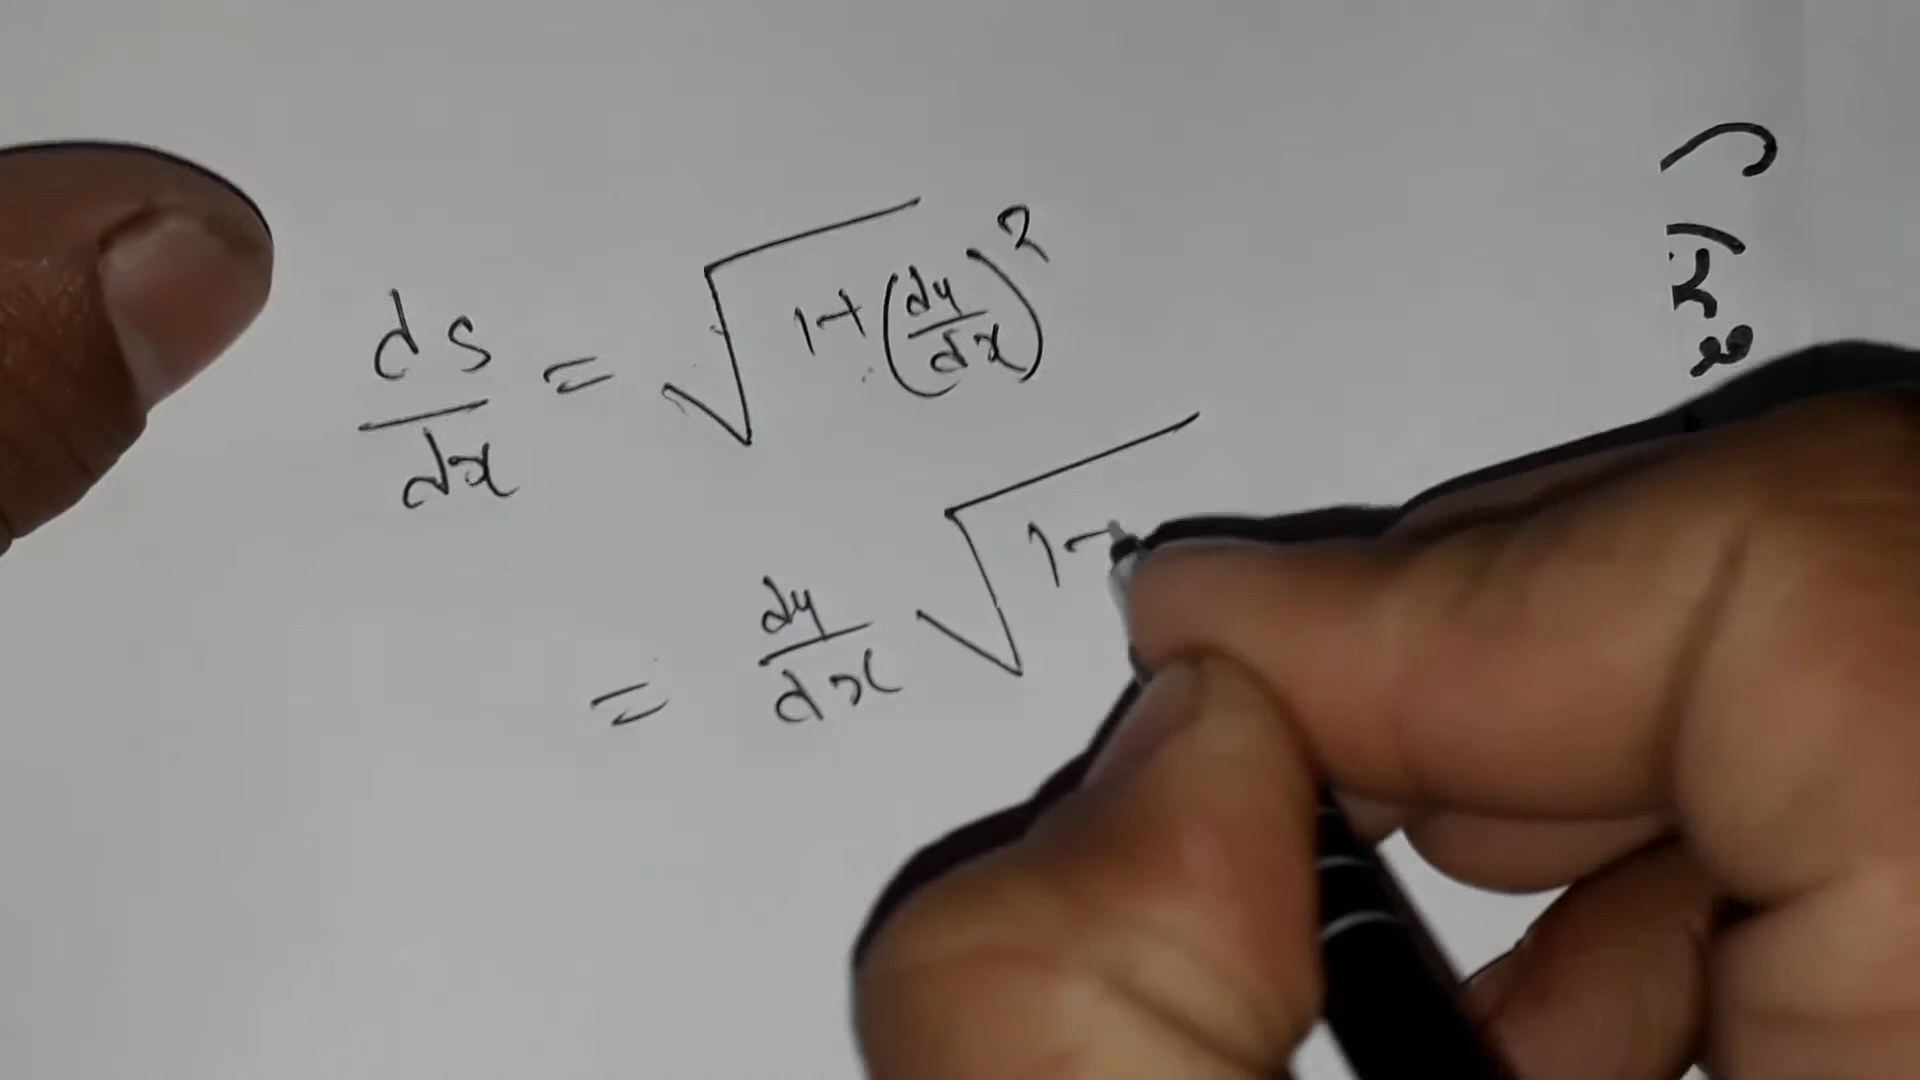 ds/dx = √1+(dy/dx)²
= dy/dx √1+